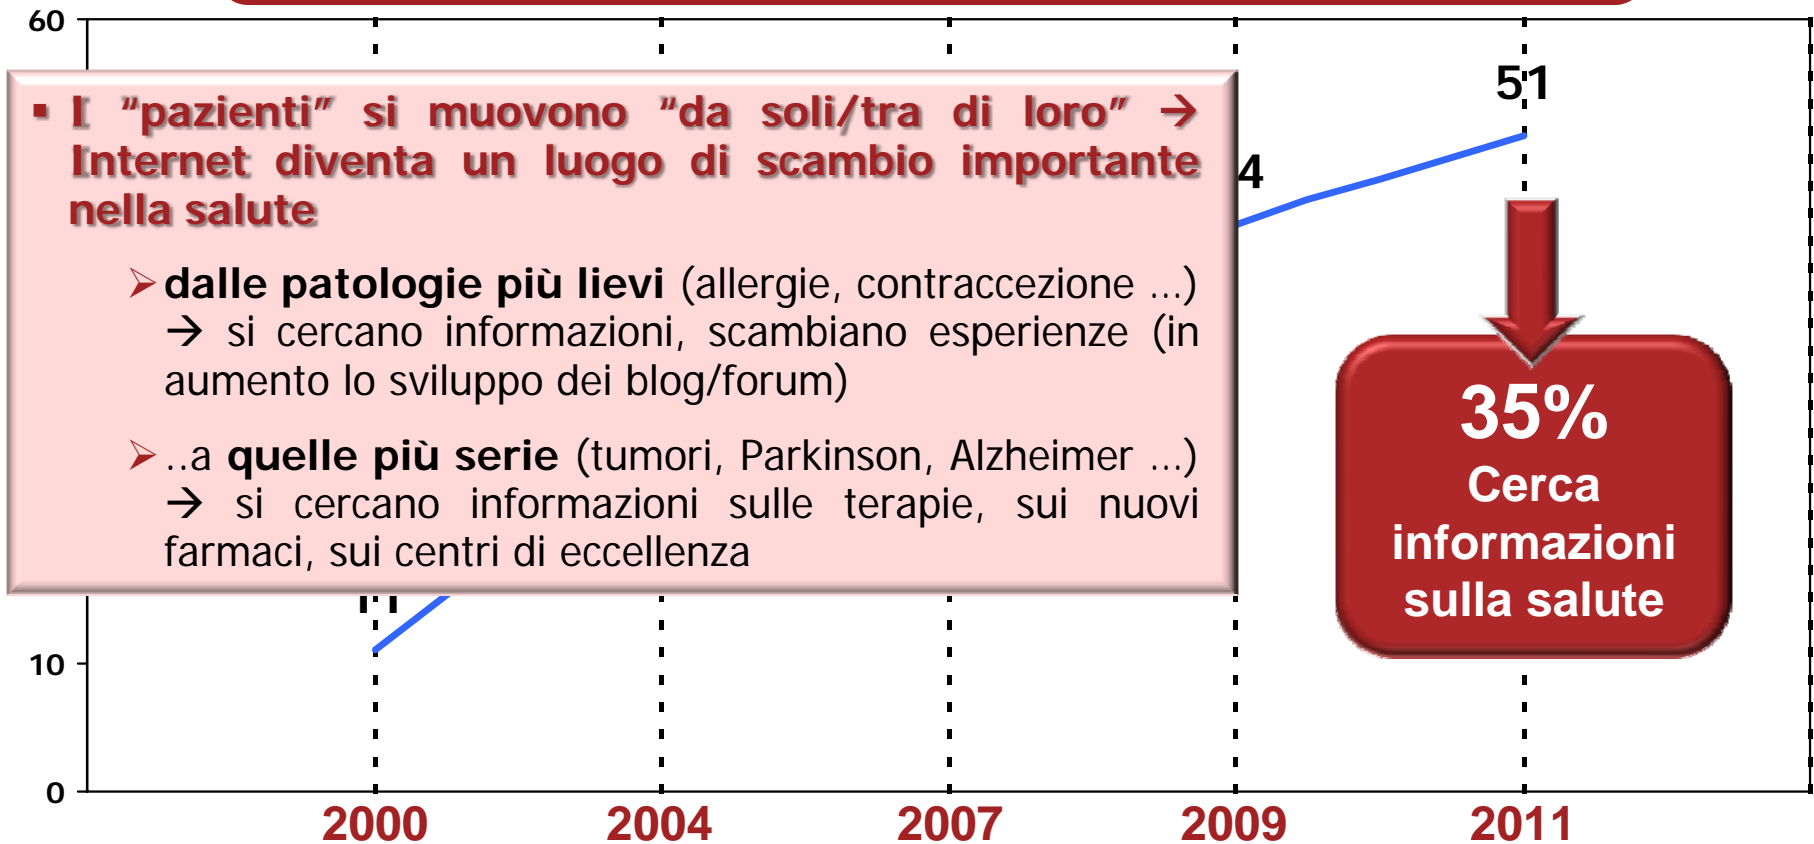 60
51
▪ I “pazienti” si muovono “da soli/tra di loro” →
Internet diventa un luogo di scambio importante
nella salute
4
➢ dalle patologie più lievi (allergie, contraccezione ...)
→ si cercano informazioni, scambiano esperienze (in
aumento lo sviluppo dei blog/forum)
➢ ..a quelle più serie (tumori, Parkinson, Alzheimer ...)
→ si cercano informazioni sulle terapie, sui nuovi
farmaci, sui centri di eccellenza
35%
Cerca
informazioni
sulla salute
10
0
2000 2004 2007 2009 2011